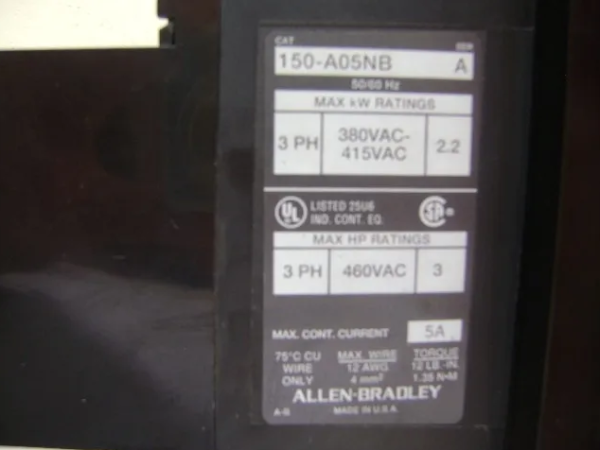 CAT SER
150-A05NB A
50/60 Hz
MAX kW RATINGS
3 PH 380VAC-415VAC 2.2
UL LISTED 25U6
IND. CONT. EQ.
MAX HP RATINGS
3 PH 460VAC 3
MAX. CONT. CURRENT 5A
75°C CU MAX. WIRE TORQUE
WIRE 12 AWG 12 LB.-IN.
ONLY 4 mm² 1.35 N•M
ALLEN-BRADLEY
A-B MADE IN U.S.A.